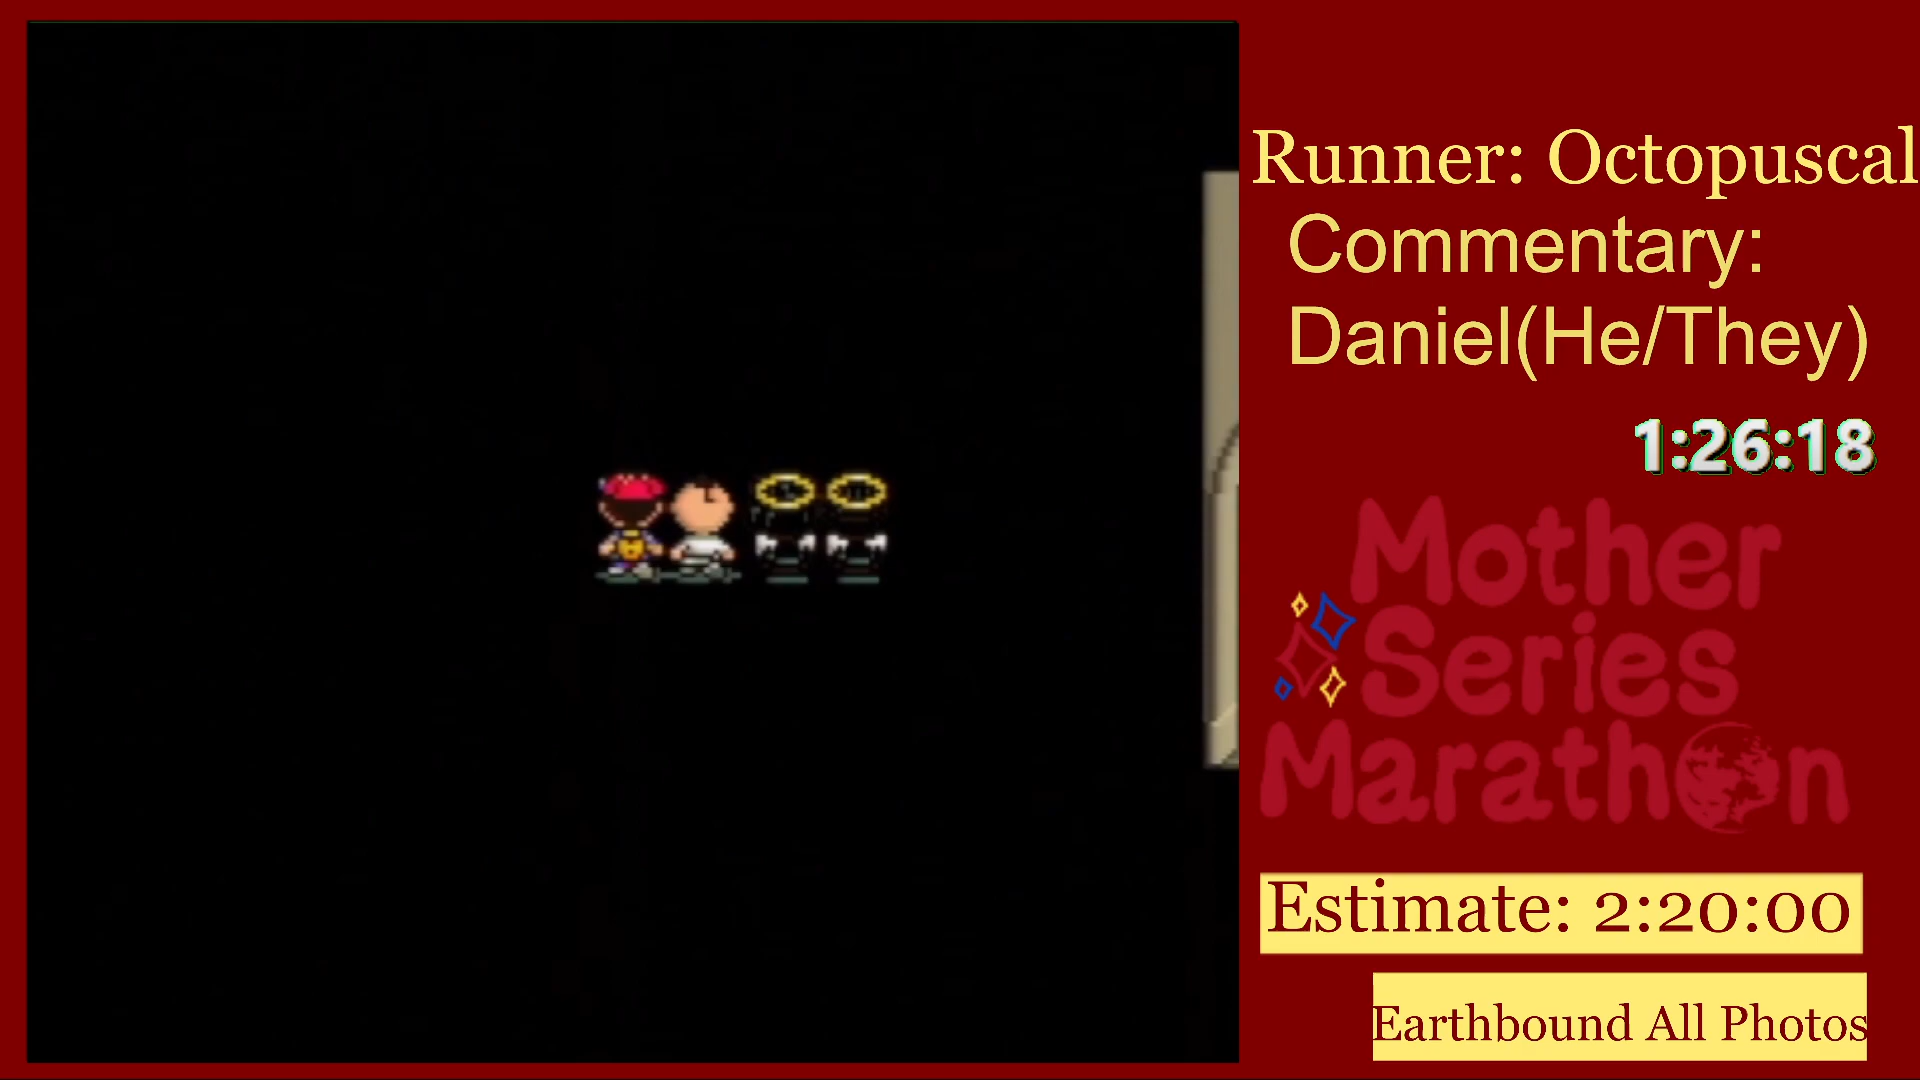 Runner: Octopuscal
Commentary:
Daniel(He/They)
1:26:18
Mother
Series
Marathon
Estimate: 2:20:00
Earthbound All Photos